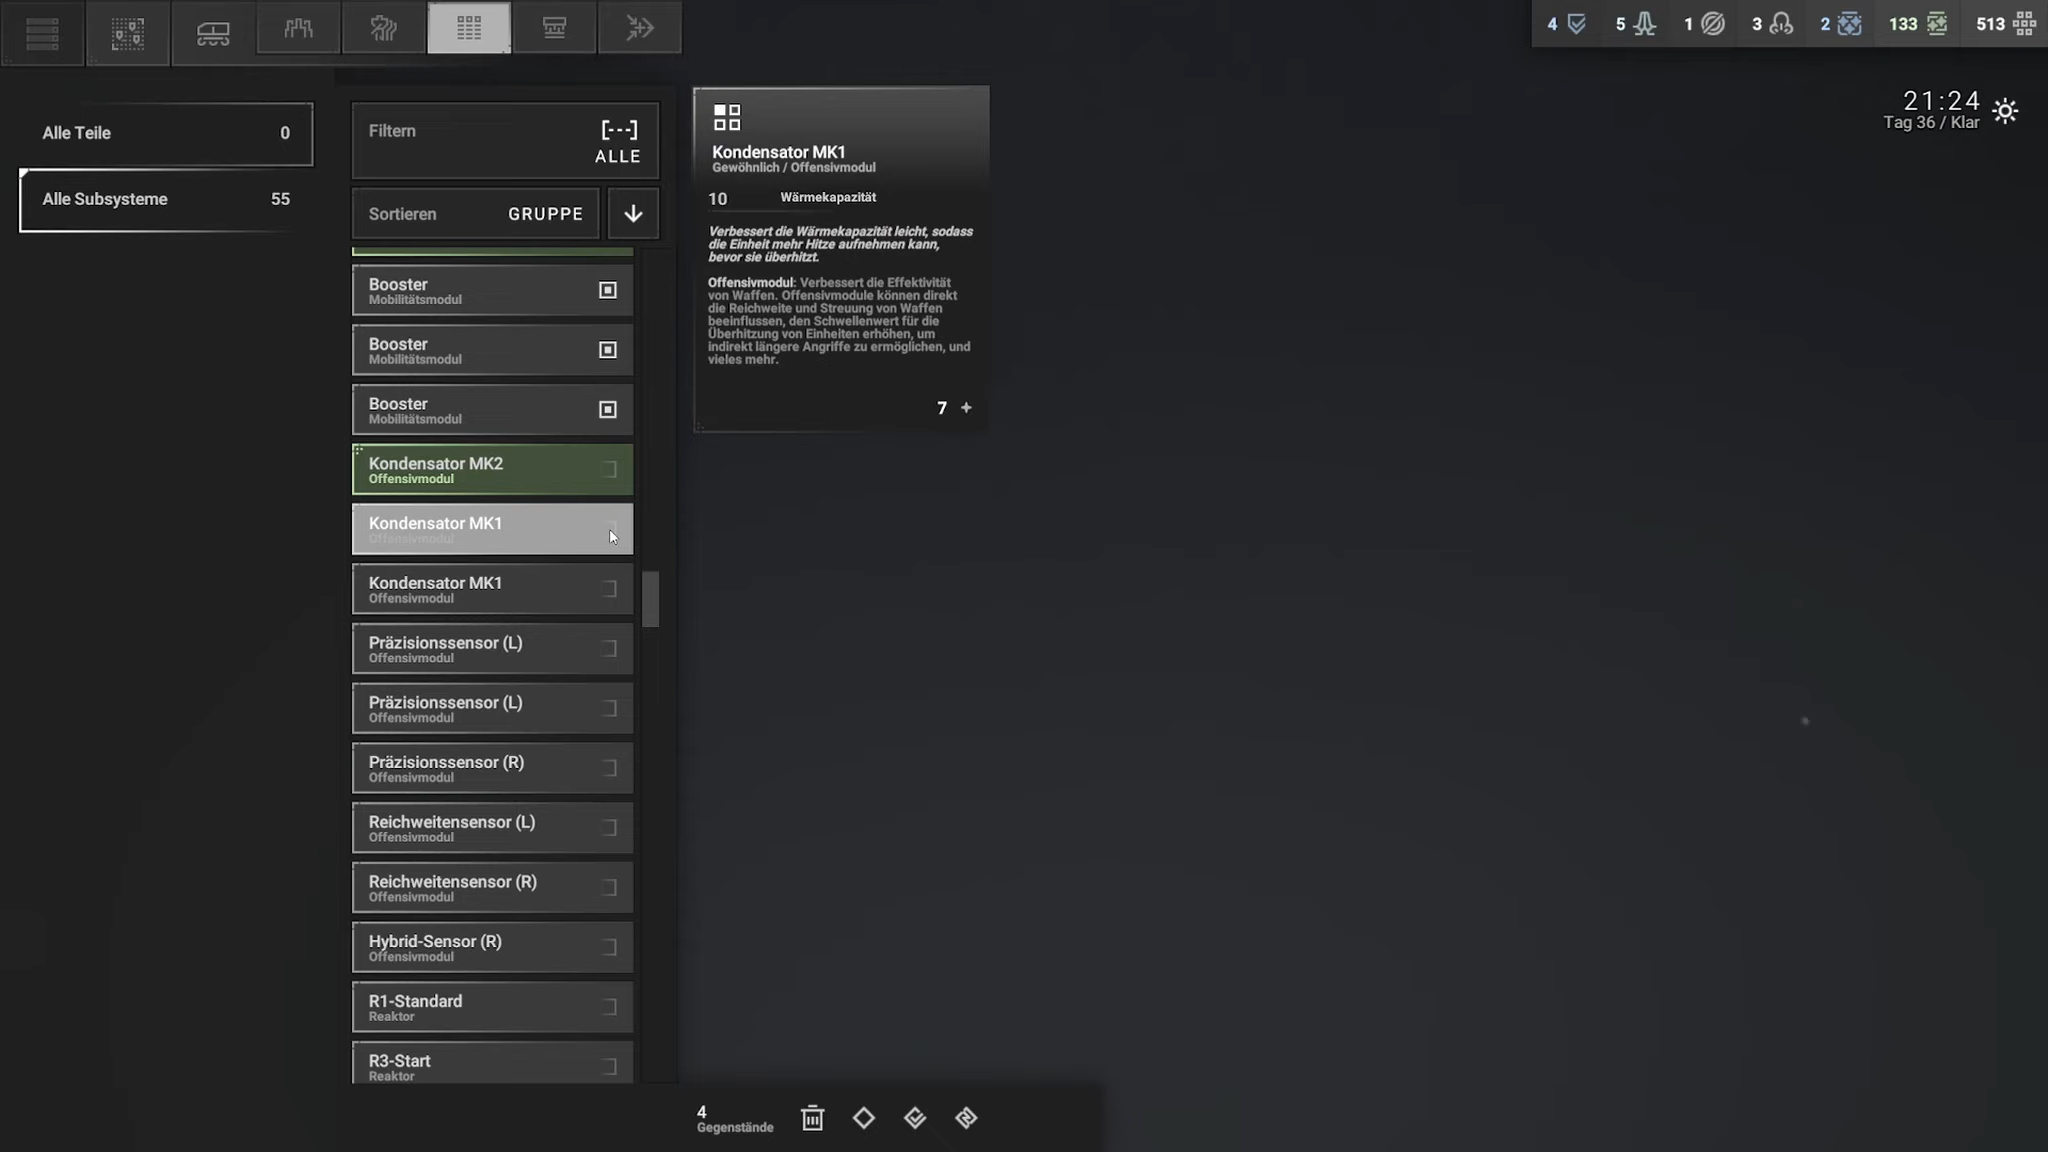 4
5
1
3
2
133
513
21:24
Tag 36 / Klar
Alle Teile 0
Alle Subsysteme 55
Filtern
ALLE
Sortieren GRUPPE
Booster
Mobilitätsmodul
Booster
Mobilitätsmodul
Booster
Mobilitätsmodul
Kondensator MK2
Offensivmodul
Kondensator MK1
Offensivmodul
Kondensator MK1
Offensivmodul
Präzisionssensor (L)
Offensivmodul
Präzisionssensor (L)
Offensivmodul
Präzisionssensor (R)
Offensivmodul
Reichweitensensor (L)
Offensivmodul
Reichweitensensor (R)
Offensivmodul
Hybrid-Sensor (R)
Offensivmodul
R1-Standard
Reaktor
R3-Start
Reaktor
Kondensator MK1
Gewöhnlich / Offensivmodul
10 Wärmekapazität
Verbessert die Wärmekapazität leicht, sodass
die Einheit mehr Hitze aufnehmen kann,
bevor sie überhitzt.
Offensivmodul: Verbessert die Effektivität
von Waffen. Offensivmodule können direkt
die Reichweite und Streuung von Waffen
beeinflussen, den Schwellenwert für die
Überhitzung von Einheiten erhöhen, um
indirekt längere Angriffe zu ermöglichen, und
vieles mehr.
7
4
Gegenstände